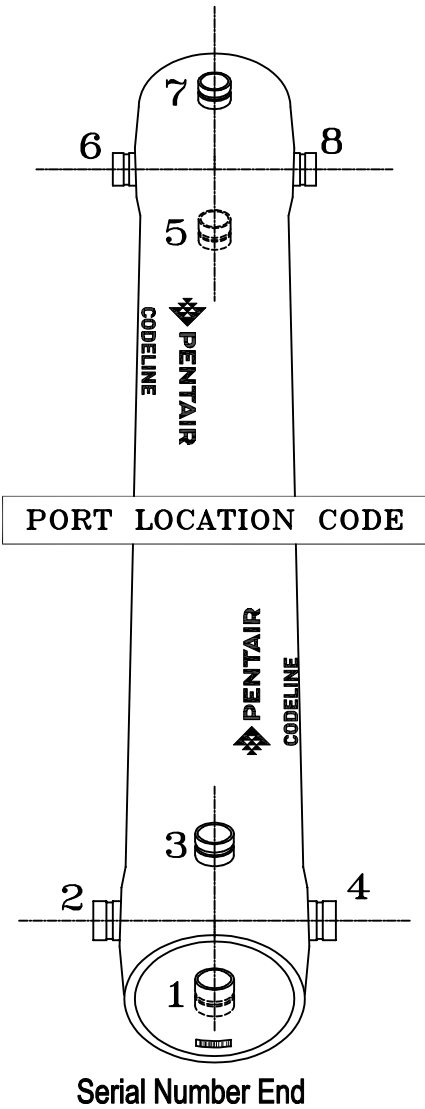 7
6 8
5
CODELINE
PENTAIR
PORT LOCATION CODE
PENTAIR
CODELINE
3
2 4
1
Serial Number End